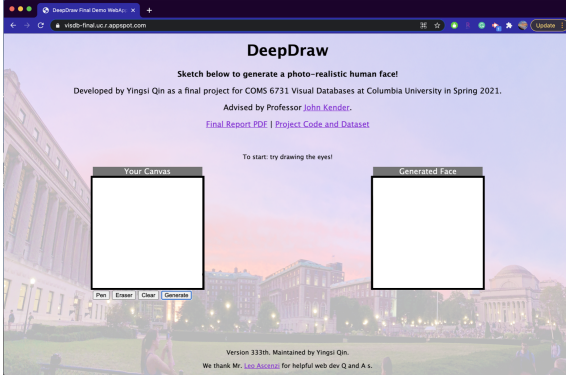 DeepDraw Final Demo WebApp
visdb-final.uc.r.appspot.com
Update
DeepDraw
Sketch below to generate a photo-realistic human face!
Developed by Yingsi Qin as a final project for COMS 6731 Visual Databases at Columbia University in Spring 2021.
Advised by Professor John Kender.
Final Report PDF | Project Code and Dataset
To start: try drawing the eyes!
Your Canvas
Generated Face
Pen Eraser Clear Generate
Version 333th. Maintained by Yingsi Qin.
We thank Mr. Leo Ascenzi for helpful web dev Q and A s.